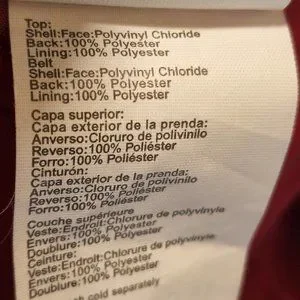 Top:
Shell:Face:Polyvinyl Chloride
Back:100% Polyester
Lining:100% Polyester
Belt
Shell:Face:Polyvinyl Chloride
Back:100% Polyester
Lining:100% Polyester
Capa superior:
Capa exterior de la prenda:
Anverso:Cloruro de polivinilo
Reverso:100% Poliéster
Forro:100% Poliéster
Cinturón:
Capa exterior de la prenda:
Anverso:Cloruro de polivinilo
Reverso:100% Poliéster
Forro:100% Poliéster
Couche supérieure
Veste:Endroit:Chlorure de polyvinyle
Envers:100% Polyester
Doublure:100% Polyester
Ceinture:
Veste:Endroit:Chlorure de polyvinyle
Envers:100% Polyester
Doublure:100% Polyester
cold separately